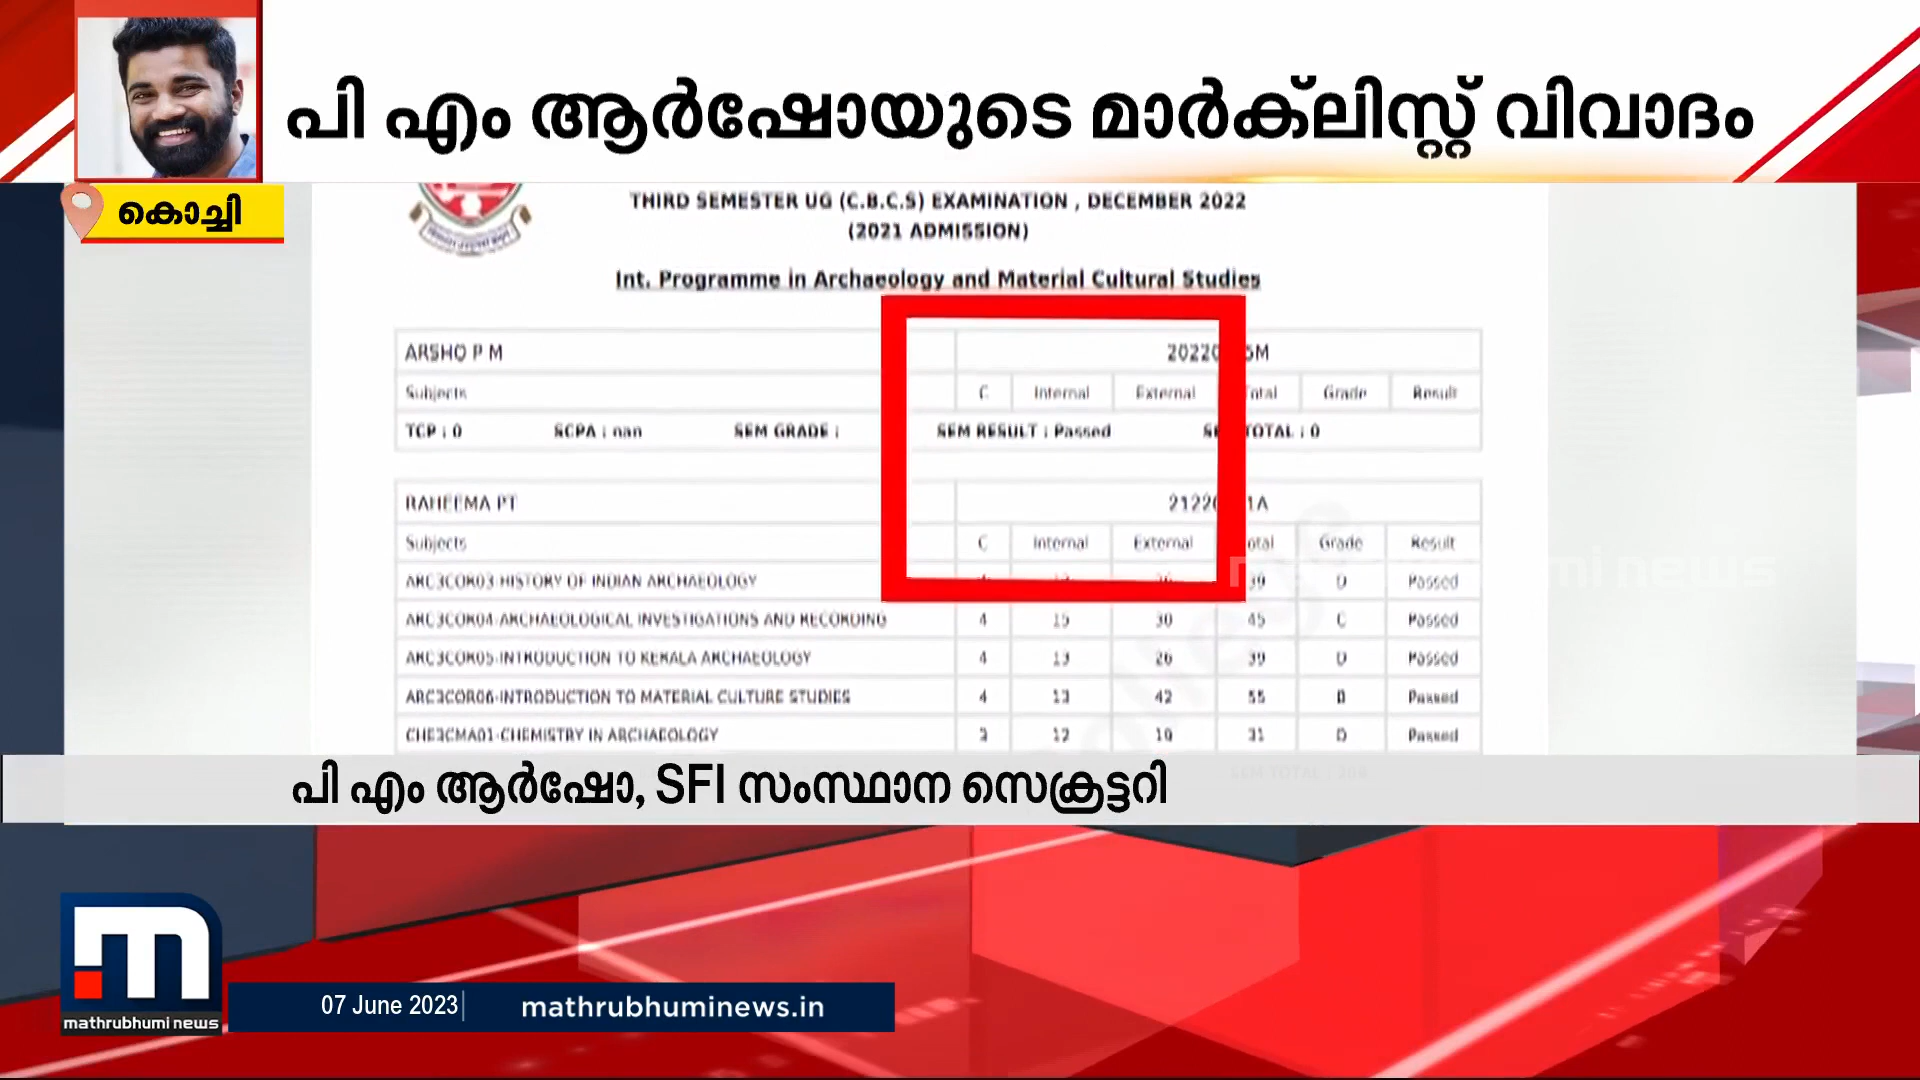 പി എം ആർഷോയുടെ മാർക്‌ലിസ്റ്റ് വിവാദം
കൊച്ചി
THIRD SEMESTER UG (C.B.C.S) EXAMINATION , DECEMBER 2022
(2021 ADMISSION)
Int. Programme in Archaeology and Material Cultural Studies
ARSHO P M
Subjects C Internal External Grade Result
TCP : 0 SCPA : nan SEM GRADE : SEM RESULT : Passed TOTAL : 0
RAHEEMA PT
Subjects C Internal External Grade Result
ARC3COR03-HISTORY OF INDIAN ARCHAEOLOGY 39 D Passed
ARC3COR04-ARCHAEOLOGICAL INVESTIGATIONS AND RECORDING 4 15 30 45 C Passed
ARC3COR05-INTRODUCTION TO KERALA ARCHAEOLOGY 4 13 26 39 D Passed
ARC3COR06-INTRODUCTION TO MATERIAL CULTURE STUDIES 4 13 42 55 B Passed
CHE3CMA01-CHEMISTRY IN ARCHAEOLOGY 3 12 19 31 D Passed
പി എം ആർഷോ, SFI സംസ്ഥാന സെക്രട്ടറി
mathrubhumi news
07 June 2023
mathrubhuminews.in